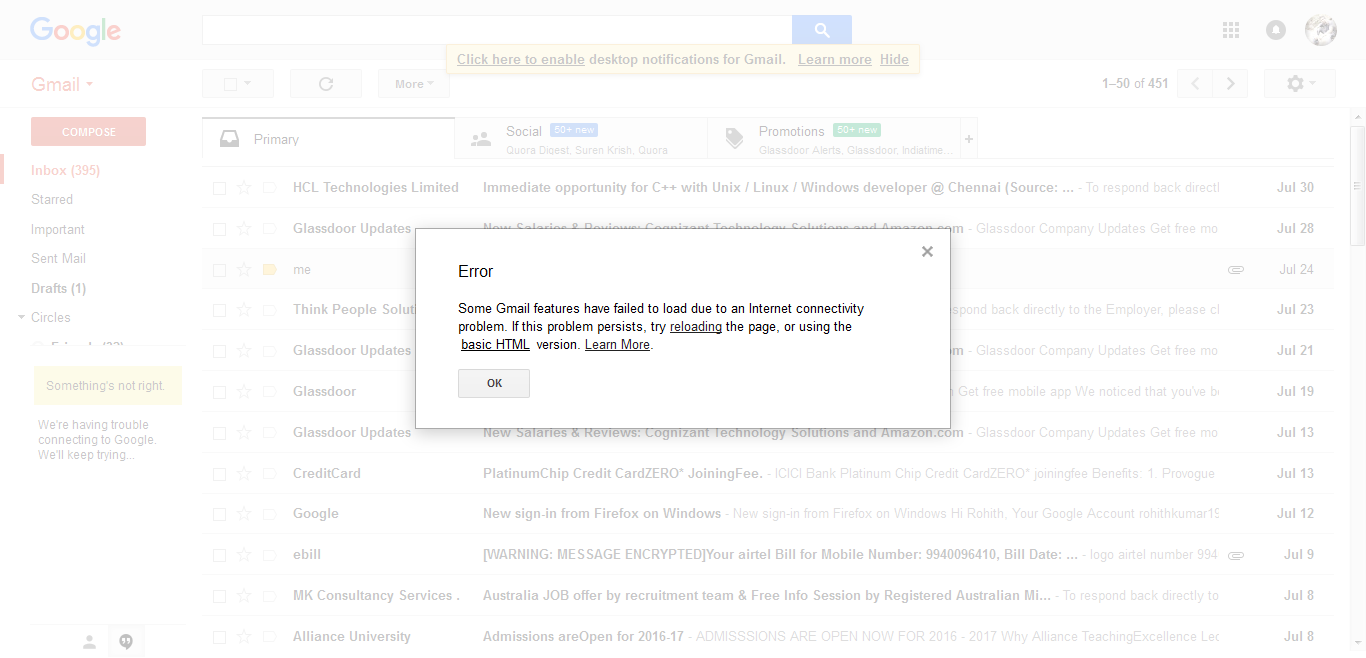 Google
Click here to enable desktop notifications for Gmail. Learn more Hide
Gmail
More
1–50 of 451
COMPOSE
Inbox (395)
Starred
Important
Sent Mail
Drafts (1)
Circles
Something's not right.
We're having trouble
connecting to Google.
We'll keep trying...
Primary
Social 50+ new
Quora Digest, Suren Krish, Quora
Promotions 50+ new
Glassdoor Alerts, Glassdoor, Indiatime...
+
HCL Technologies Limited Immediate opportunity for C++ with Unix / Linux / Windows developer @ Chennai (Source: ... - To respond back directl Jul 30
Glassdoor Updates New Salaries & Reviews: Cognizant Technology Solutions and Amazon.com - Glassdoor Company Updates Get free mo Jul 28
me Jul 24
Think People Solut spond back directly to the Employer, please cl Jul 23
Glassdoor Updates m - Glassdoor Company Updates Get free mo Jul 21
Glassdoor Get free mobile app We noticed that you've be Jul 19
Glassdoor Updates New Salaries & Reviews: Cognizant Technology Solutions and Amazon.com - Glassdoor Company Updates Get free mo Jul 13
CreditCard PlatinumChip Credit CardZERO* JoiningFee. - ICICI Bank Platinum Chip Credit CardZERO* joiningfee Benefits: 1. Provogue Jul 13
Google New sign-in from Firefox on Windows - New sign-in from Firefox on Windows Hi Rohith, Your Google Account rohithkumar19 Jul 12
ebill [WARNING: MESSAGE ENCRYPTED]Your airtel Bill for Mobile Number: 9940096410, Bill Date: ... - logo airtel number 994 Jul 9
MK Consultancy Services . Australia JOB offer by recruitment team & Free Info Session by Registered Australian Mi... - To respond back directly to Jul 8
Alliance University Admissions areOpen for 2016-17 - ADMISSSIONS ARE OPEN NOW FOR 2016 - 2017 Why Alliance TeachingExcellence Lec Jul 8
Error
Some Gmail features have failed to load due to an Internet connectivity
problem. If this problem persists, try reloading the page, or using the
basic HTML version. Learn More.
OK